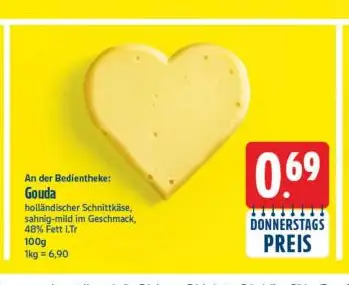 An der Bedientheke:
Gouda
holländischer Schnittkäse,
sahnig-mild im Geschmack,
48% Fett i.Tr
100g
1kg = 6,90
0.69
DONNERSTAGS
PREIS